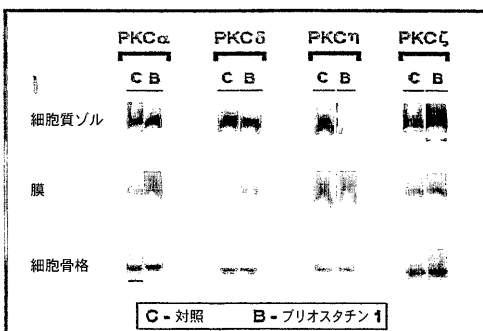 PKCα PKCδ PKCη PKCζ
C B C B C B C B
細胞質ゾル
膜
細胞骨格
C - 対照 B - ブリオスタチン 1